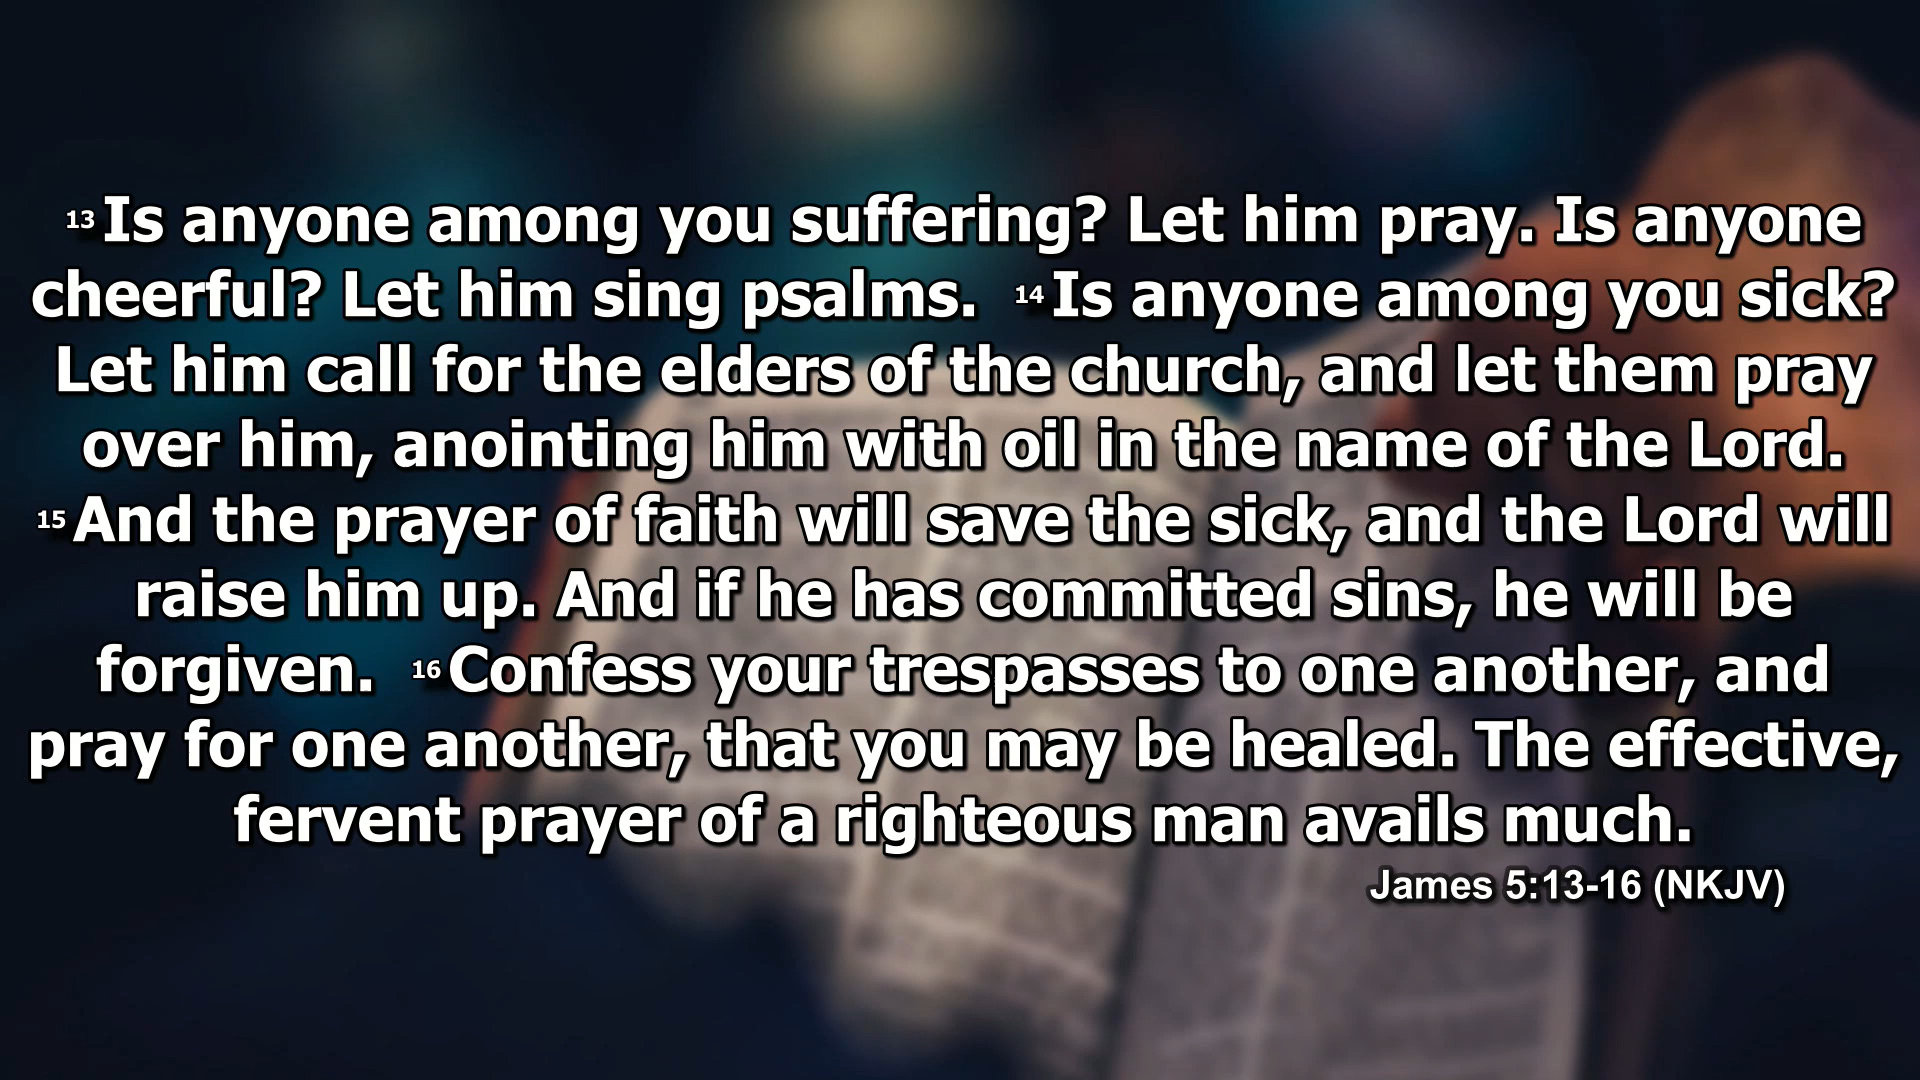 13 Is anyone among you suffering? Let him pray. Is anyone
cheerful? Let him sing psalms. 14 Is anyone among you sick?
Let him call for the elders of the church, and let them pray
over him, anointing him with oil in the name of the Lord.
15 And the prayer of faith will save the sick, and the Lord will
raise him up. And if he has committed sins, he will be
forgiven. 16 Confess your trespasses to one another, and
pray for one another, that you may be healed. The effective,
fervent prayer of a righteous man avails much.
James 5:13-16 (NKJV)